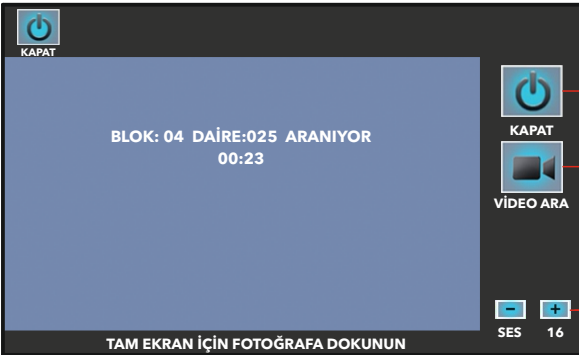 KAPAT
BLOK: 04 DAİRE:025 ARANIYOR
00:23
KAPAT
VİDEO ARA
SES 16
TAM EKRAN İÇİN FOTOĞRAFA DOKUNUN